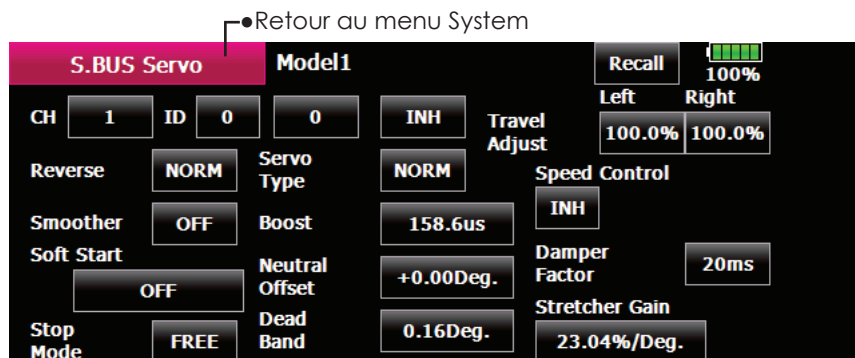 ●Retour au menu System
S.BUS Servo Model1 Recall 100%
Left Right
CH 1 ID 0 0 INH Travel Adjust 100.0% 100.0%
Reverse NORM Servo Type NORM Speed Control
INH
Smoother OFF Boost 158.6us
Soft Start
OFF
Neutral Offset +0.00Deg. Damper Factor 20ms
Stretcher Gain
Stop Mode FREE Dead Band 0.16Deg. 23.04%/Deg.